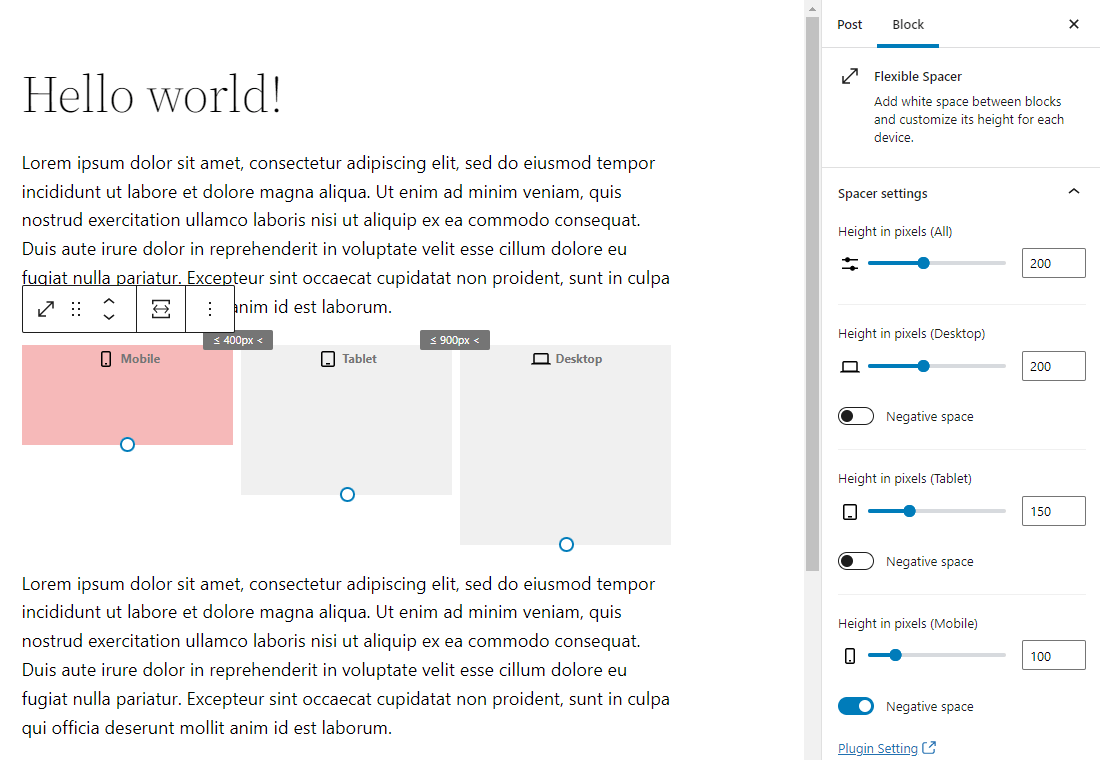 Hello world!
Lorem ipsum dolor sit amet, consectetur adipiscing elit, sed do eiusmod tempor
incididunt ut labore et dolore magna aliqua. Ut enim ad minim veniam, quis
nostrud exercitation ullamco laboris nisi ut aliquip ex ea commodo consequat.
Duis aute irure dolor in reprehenderit in voluptate velit esse cillum dolore eu
fugiat nulla pariatur. Excepteur sint occaecat cupidatat non proident, sunt in culpa
anim id est laborum.
≤ 400px <
≤ 900px <
Mobile
Tablet
Desktop
Lorem ipsum dolor sit amet, consectetur adipiscing elit, sed do eiusmod tempor
incididunt ut labore et dolore magna aliqua. Ut enim ad minim veniam, quis
nostrud exercitation ullamco laboris nisi ut aliquip ex ea commodo consequat.
Duis aute irure dolor in reprehenderit in voluptate velit esse cillum dolore eu
fugiat nulla pariatur. Excepteur sint occaecat cupidatat non proident, sunt in culpa
qui officia deserunt mollit anim id est laborum.
Post
Block
Flexible Spacer
Add white space between blocks
and customize its height for each
device.
Spacer settings
Height in pixels (All)
200
Height in pixels (Desktop)
200
Negative space
Height in pixels (Tablet)
150
Negative space
Height in pixels (Mobile)
100
Negative space
Plugin Setting